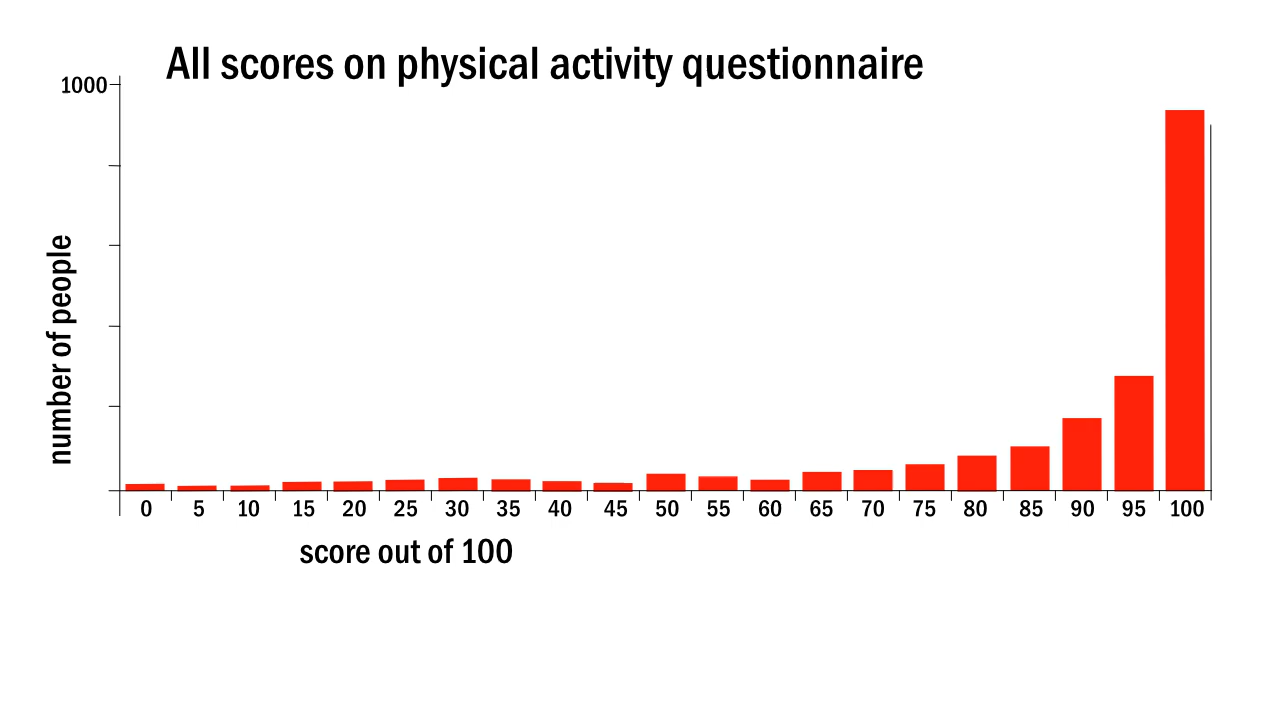 All scores on physical activity questionnaire
1000
number of people
0 5 10 15 20 25 30 35 40 45 50 55 60 65 70 75 80 85 90 95 100
score out of 100